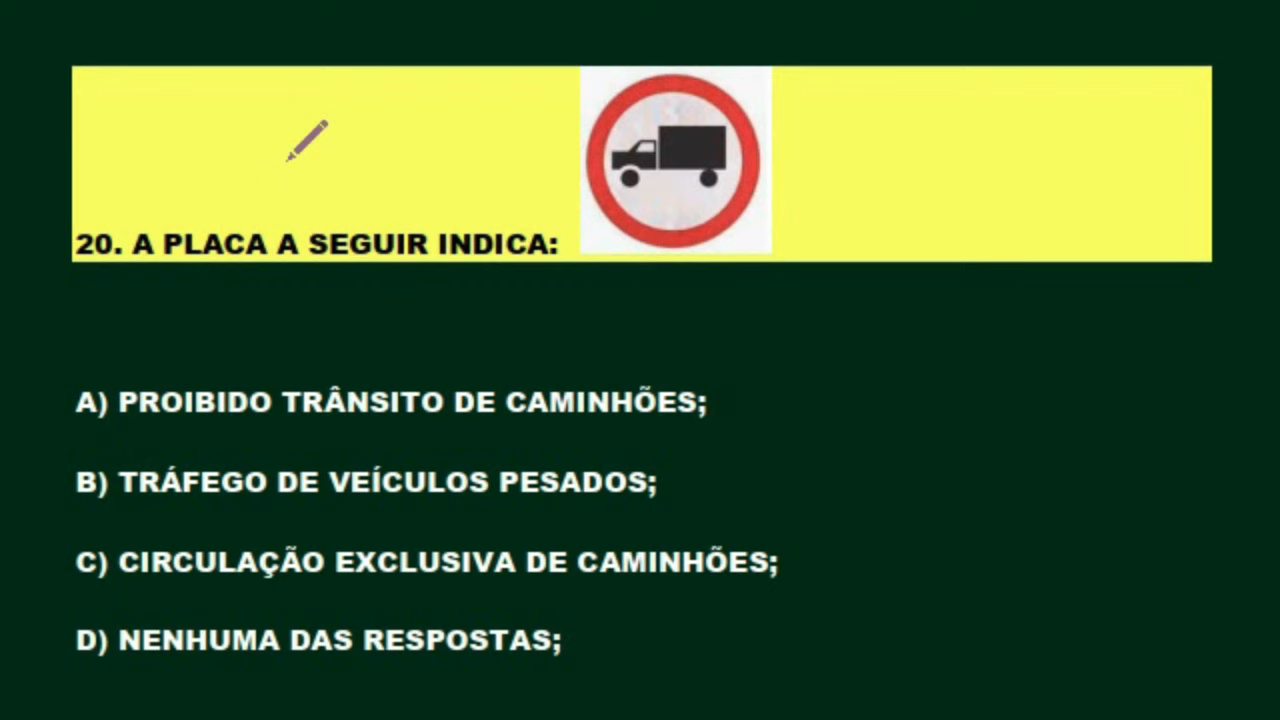 20. A PLACA A SEGUIR INDICA:
A) PROIBIDO TRÂNSITO DE CAMINHÕES;
B) TRÁFEGO DE VEÍCULOS PESADOS;
C) CIRCULAÇÃO EXCLUSIVA DE CAMINHÕES;
D) NENHUMA DAS RESPOSTAS;